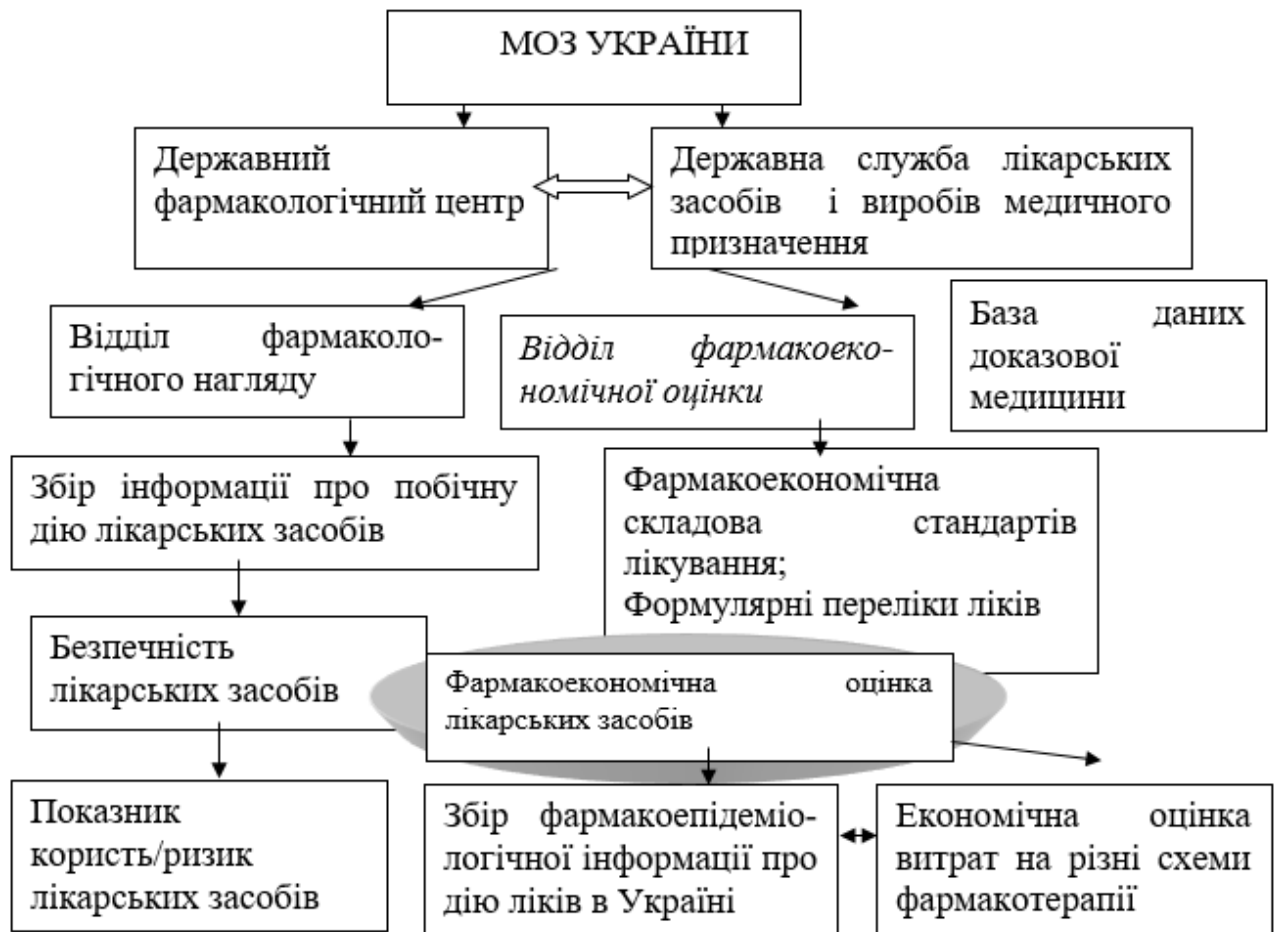 МОЗ УКРАЇНИ
Державний
фармакологічний центр
Державна служба лікарських
засобів і виробів медичного
призначення
Відділ фармаколо-
гічного нагляду
Відділ фармакоеко-
номічної оцінки
База даних
доказової
медицини
Збір інформації про побічну
дію лікарських засобів
Фармакоекономічна
складова стандартів
лікування;
Формулярні переліки ліків
Безпечність
лікарських засобів
Фармакоекономічна оцінка
лікарських засобів
Показник
користь/ризик
лікарських засобів
Збір фармакоепідеміо-
логічної інформації про
дію ліків в Україні
Економічна оцінка
витрат на різні схеми
фармакотерапії